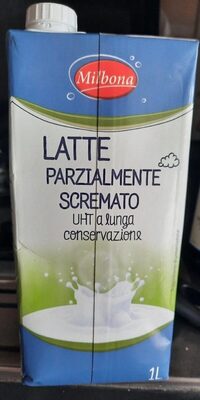 Milbona
LATTE
PARZIALMENTE
SCREMATO
UHT a lunga
conservazione
1L